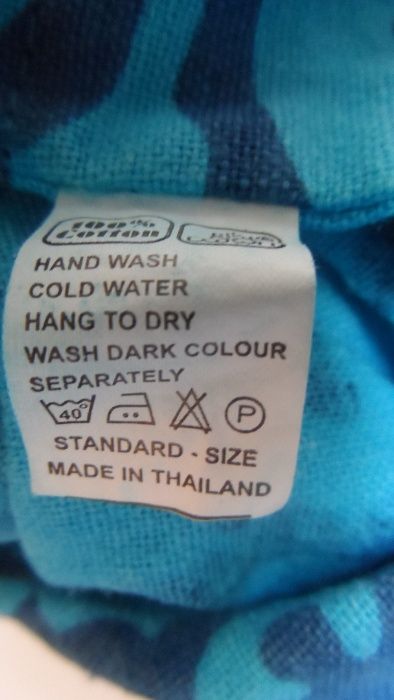 100%
Cotton
HAND WASH
COLD WATER
HANG TO DRY
WASH DARK COLOUR
SEPARATELY
40° P
STANDARD - SIZE
MADE IN THAILAND